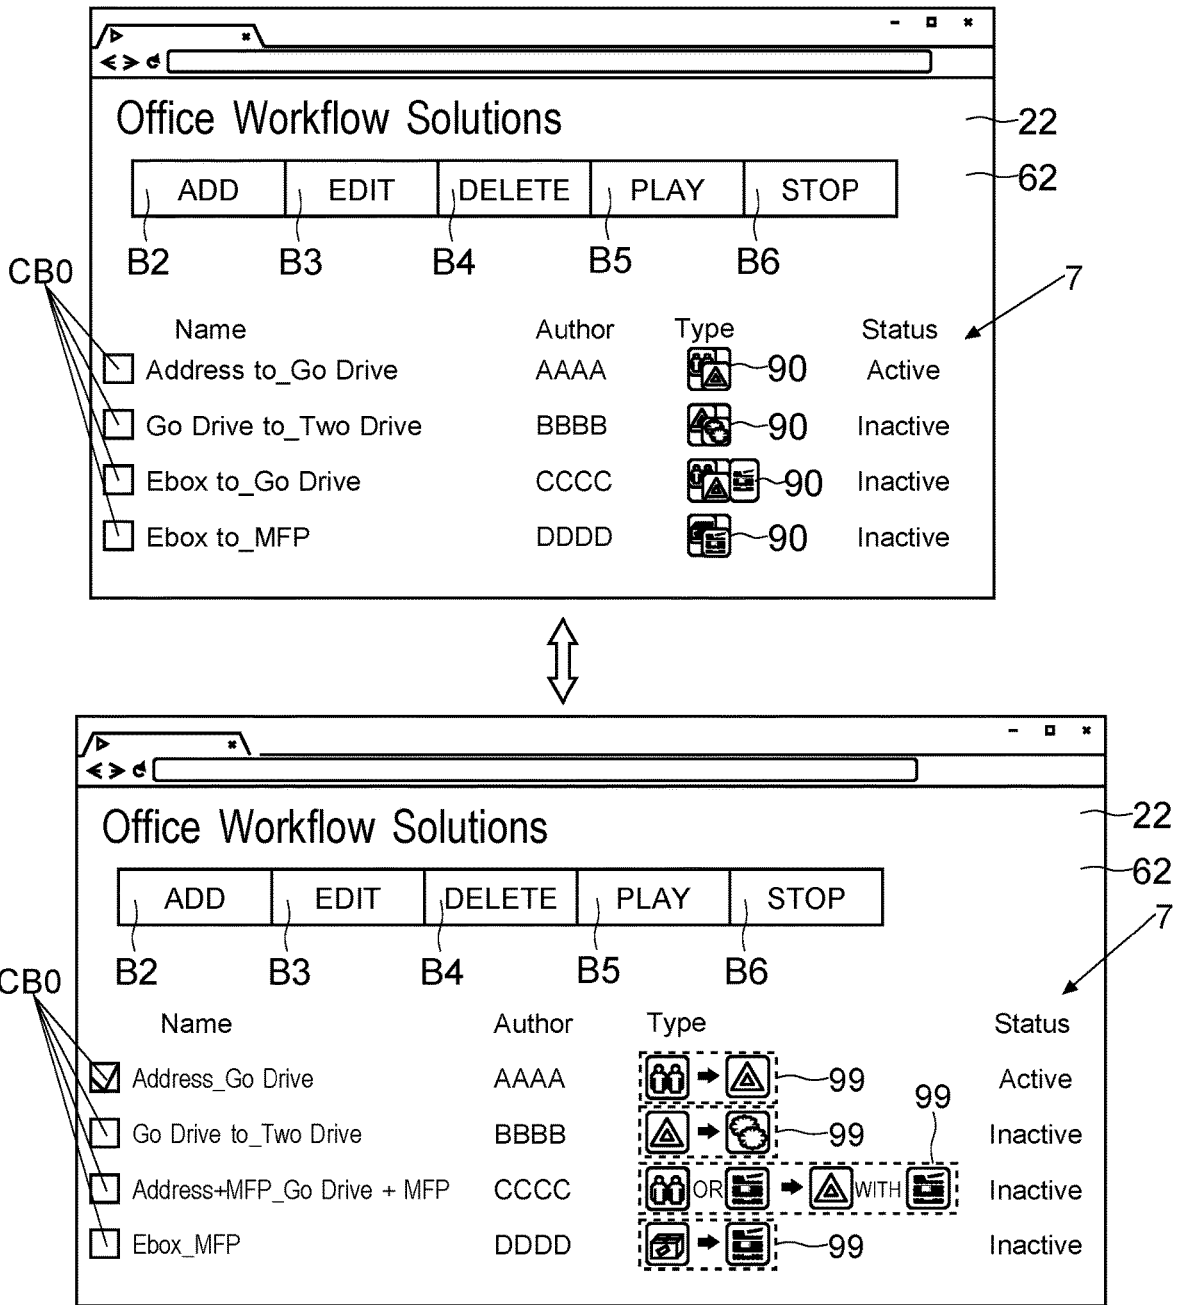 Office Workflow Solutions
22
ADD EDIT DELETE PLAY STOP
62
B2 B3 B4 B5 B6
CB0
7
Name Author Type Status
Address to_Go Drive AAAA 90 Active
Go Drive to_Two Drive BBBB 90 Inactive
Ebox to_Go Drive CCCC 90 Inactive
Ebox to_MFP DDDD 90 Inactive
Office Workflow Solutions
22
62
ADD EDIT DELETE PLAY STOP
7
B2 B3 B4 B5 B6
CB0
Name Author Type Status
Address_Go Drive AAAA 99 Active
99
Go Drive to_Two Drive BBBB 99 Inactive
Address+MFP_Go Drive + MFP CCCC OR WITH Inactive
Ebox_MFP DDDD 99 Inactive